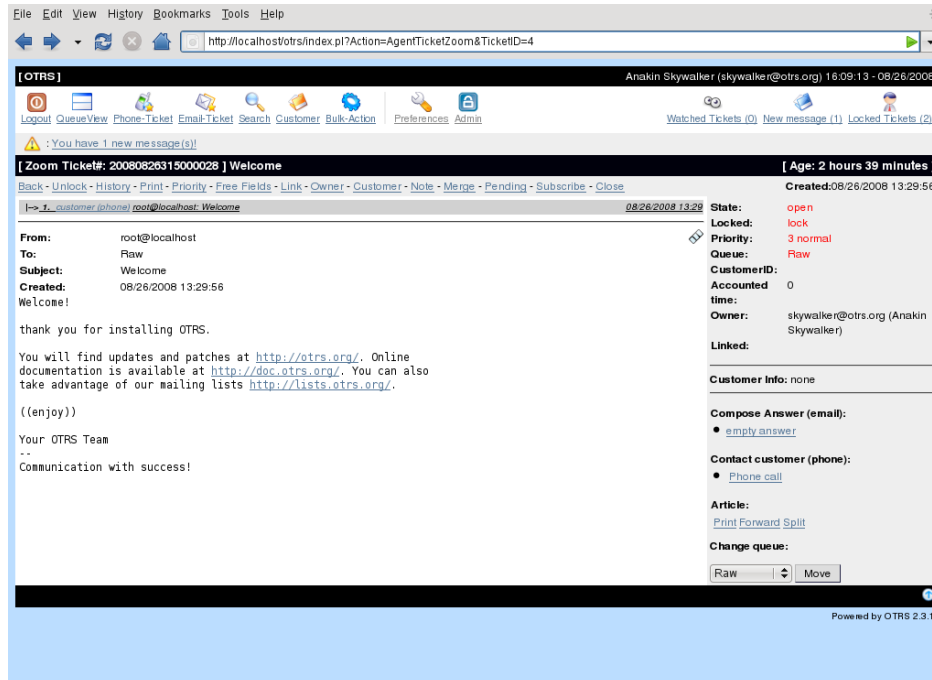 File Edit View History Bookmarks Tools Help
http://localhost/otrs/index.pl?Action=AgentTicketZoom&TicketID=4
[OTRS] Anakin Skywalker (skywalker@otrs.org) 16:09:13 - 08/26/2008
Logout QueueView Phone-Ticket Email-Ticket Search Customer Bulk-Action Preferences Admin Watched Tickets (0) New message (1) Locked Tickets (2)
: You have 1 new message(s)!
[ Zoom Ticket#: 20080826315000028 ] Welcome [ Age: 2 hours 39 minutes
Back - Unlock - History - Print - Priority - Free Fields - Link - Owner - Customer - Note - Merge - Pending - Subscribe - Close Created:08/26/2008 13:29:56
|--> 1. customer (phone) root@localhost: Welcome 08/26/2008 13:29
From: root@localhost
To: Raw
Subject: Welcome
Created: 08/26/2008 13:29:56
Welcome!
thank you for installing OTRS.
You will find updates and patches at http://otrs.org/. Online
documentation is available at http://doc.otrs.org/. You can also
take advantage of our mailing lists http://lists.otrs.org/.
((enjoy))
Your OTRS Team
--
Communication with success!
State: open
Locked: lock
Priority: 3 normal
Queue: Raw
CustomerID:
Accounted 0
time:
Owner: skywalker@otrs.org (Anakin
Skywalker)
Linked:
Customer Info: none
Compose Answer (email):
empty answer
Contact customer (phone):
Phone call
Article:
Print Forward Split
Change queue:
Raw Move
Powered by OTRS 2.3.1